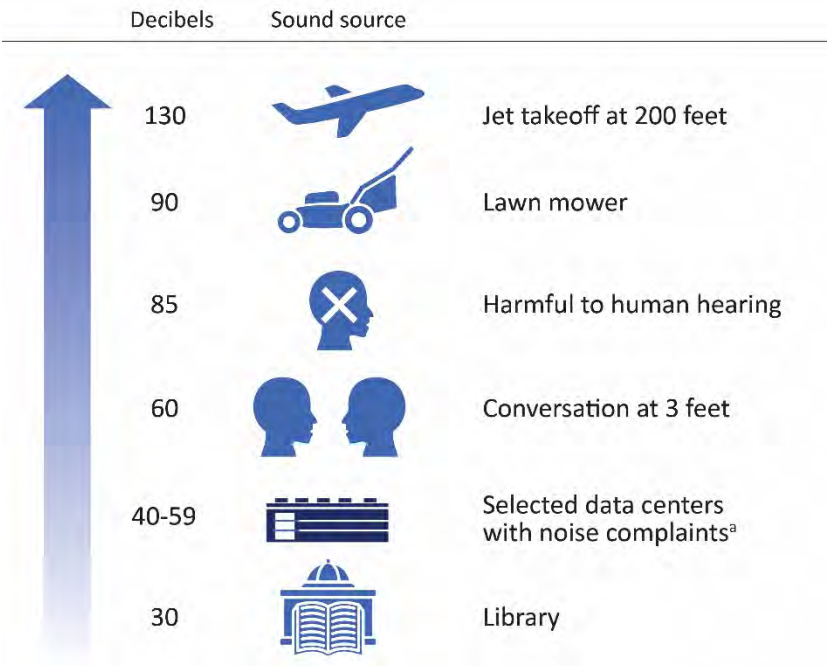 Decibels Sound source
130 Jet takeoff at 200 feet
90 Lawn mower
85 Harmful to human hearing
60 Conversation at 3 feet
40-59 Selected data centers
with noise complaintsᵃ
30 Library